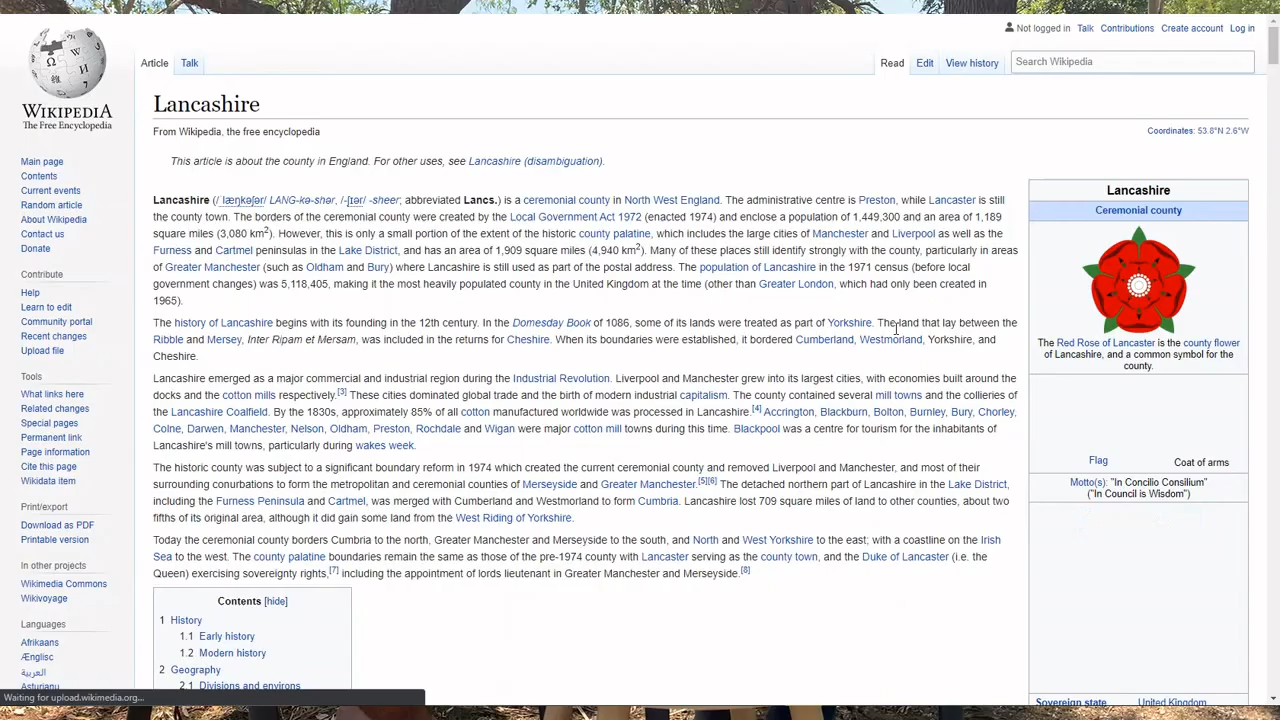 Not logged in Talk Contributions Create account Log in
Article Talk Read Edit View history Search Wikipedia
WIKIPEDIA
The Free Encyclopedia
Main page
Contents
Current events
Random article
About Wikipedia
Contact us
Donate
Contribute
Help
Learn to edit
Community portal
Recent changes
Upload file
Tools
What links here
Related changes
Special pages
Permanent link
Page information
Cite this page
Wikidata item
Print/export
Download as PDF
Printable version
In other projects
Wikimedia Commons
Wikivoyage
Languages
Afrikaans
Ænglisc
العربية
Asturianu
Waiting for upload.wikimedia.org...
Lancashire
From Wikipedia, the free encyclopedia
Coordinates: 53.8°N 2.6°W
This article is about the county in England. For other uses, see Lancashire (disambiguation).
Lancashire (/ˈlæŋkəʃər/ LANG-kə-shər, /-ʃɪər/ -sheer; abbreviated Lancs.) is a ceremonial county in North West England. The administrative centre is Preston, while Lancaster is still
the county town. The borders of the ceremonial county were created by the Local Government Act 1972 (enacted 1974) and enclose a population of 1,449,300 and an area of 1,189
square miles (3,080 km²). However, this is only a small portion of the extent of the historic county palatine, which includes the large cities of Manchester and Liverpool as well as the
Furness and Cartmel peninsulas in the Lake District, and has an area of 1,909 square miles (4,940 km²). Many of these places still identify strongly with the county, particularly in areas
of Greater Manchester (such as Oldham and Bury) where Lancashire is still used as part of the postal address. The population of Lancashire in the 1971 census (before local
government changes) was 5,118,405, making it the most heavily populated county in the United Kingdom at the time (other than Greater London, which had only been created in
1965).
The history of Lancashire begins with its founding in the 12th century. In the Domesday Book of 1086, some of its lands were treated as part of Yorkshire. The land that lay between the
Ribble and Mersey, Inter Ripam et Mersam, was included in the returns for Cheshire. When its boundaries were established, it bordered Cumberland, Westmorland, Yorkshire, and
Cheshire.
Lancashire emerged as a major commercial and industrial region during the Industrial Revolution. Liverpool and Manchester grew into its largest cities, with economies built around the
docks and the cotton mills respectively.[3] These cities dominated global trade and the birth of modern industrial capitalism. The county contained several mill towns and the collieries of
the Lancashire Coalfield. By the 1830s, approximately 85% of all cotton manufactured worldwide was processed in Lancashire.[4] Accrington, Blackburn, Bolton, Burnley, Bury, Chorley,
Colne, Darwen, Manchester, Nelson, Oldham, Preston, Rochdale and Wigan were major cotton mill towns during this time. Blackpool was a centre for tourism for the inhabitants of
Lancashire's mill towns, particularly during wakes week.
The historic county was subject to a significant boundary reform in 1974 which created the current ceremonial county and removed Liverpool and Manchester, and most of their
surrounding conurbations to form the metropolitan and ceremonial counties of Merseyside and Greater Manchester.[5][6] The detached northern part of Lancashire in the Lake District,
including the Furness Peninsula and Cartmel, was merged with Cumberland and Westmorland to form Cumbria. Lancashire lost 709 square miles of land to other counties, about two
fifths of its original area, although it did gain some land from the West Riding of Yorkshire.
Today the ceremonial county borders Cumbria to the north, Greater Manchester and Merseyside to the south, and North and West Yorkshire to the east; with a coastline on the Irish
Sea to the west. The county palatine boundaries remain the same as those of the pre-1974 county with Lancaster serving as the county town, and the Duke of Lancaster (i.e. the
Queen) exercising sovereignty rights,[7] including the appointment of lords lieutenant in Greater Manchester and Merseyside.[8]
Contents [hide]
1 History
1.1 Early history
1.2 Modern history
2 Geography
2.1 Divisions and environs
Lancashire
Ceremonial county
The Red Rose of Lancaster is the county flower
of Lancashire, and a common symbol for the
county.
Flag Coat of arms
Motto(s): "In Concilio Consilium"
("In Council is Wisdom")
Sovereign state United Kingdom